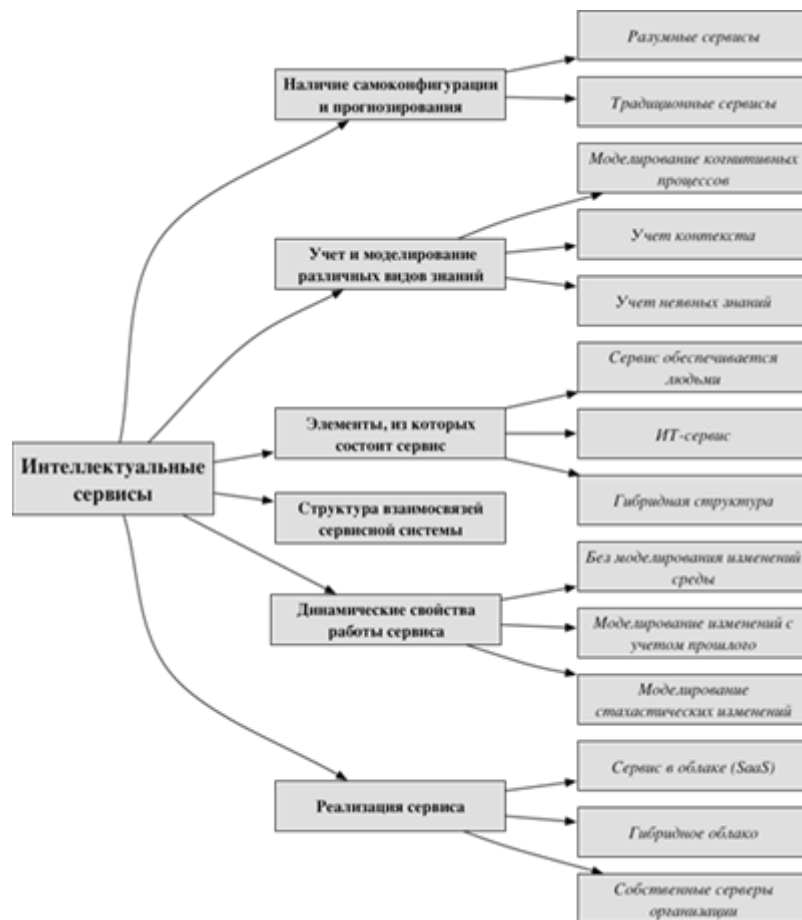 Интеллектуальные
сервисы
Наличие самоконфигурации
и прогнозирования
Разумные сервисы
Традиционные сервисы
Учет и моделирование
различных видов знаний
Моделирование когнитивных
процессов
Учет контекста
Учет неявных знаний
Элементы, из которых
состоит сервис
Сервис обеспечивается
людьми
ИТ-сервис
Гибридная структура
Структура взаимосвязей
сервисной системы
Динамические свойства
работы сервиса
Без моделирования изменений
среды
Моделирование изменений с
учетом прошлого
Моделирование
стахастических изменений
Реализация сервиса
Сервис в облаке (SaaS)
Гибридное облако
Собственные серверы
организации